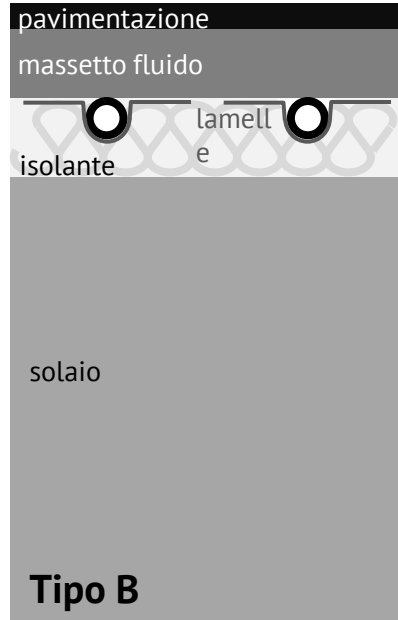 pavimentazione
massetto fluido
lamell
e
isolante
solaio
Tipo B